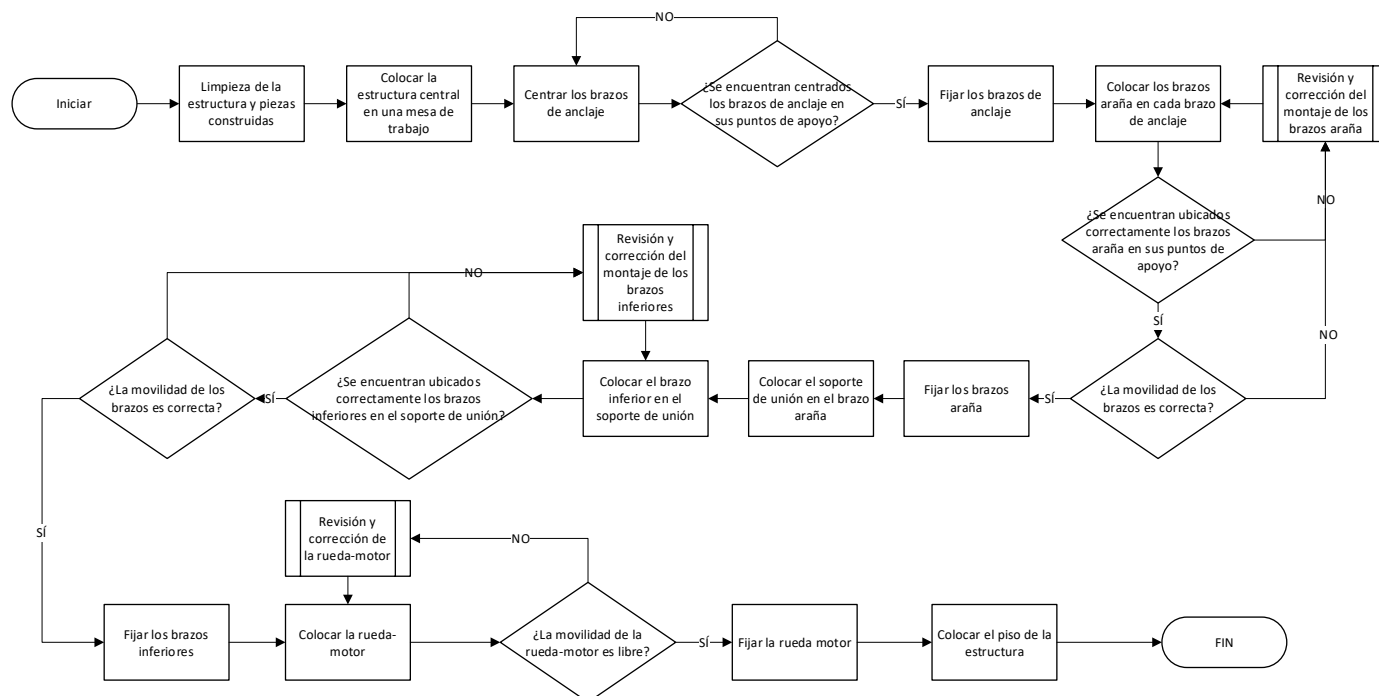 Iniciar
Limpieza de la
estructura y piezas
construidas
Colocar la
estructura central
en una mesa de
trabajo
Centrar los brazos
de anclaje
NO
¿Se encuentran centrados
los brazos de anclaje en
sus puntos de apoyo?
SÍ
Fijar los brazos de
anclaje
Colocar los brazos
araña en cada brazo
de anclaje
Revisión y
corrección del
montaje de los
brazos araña
NO
¿Se encuentran ubicados
correctamente los brazos
araña en sus puntos de
apoyo?
SÍ
NO
¿La movilidad de los
brazos es correcta?
SÍ
Fijar los brazos
araña
Colocar el soporte
de unión en el brazo
araña
Colocar el brazo
inferior en el
soporte de unión
Revisión y
corrección del
montaje de los
brazos
inferiores
NO
¿Se encuentran ubicados
correctamente los brazos
inferiores en el soporte de unión?
SÍ
¿La movilidad de los
brazos es correcta?
SÍ
Fijar los brazos
inferiores
Colocar la rueda-
motor
Revisión y
corrección de
la rueda-motor
NO
¿La movilidad de la
rueda-motor es libre?
SÍ
Fijar la rueda motor
Colocar el piso de la
estructura
FIN